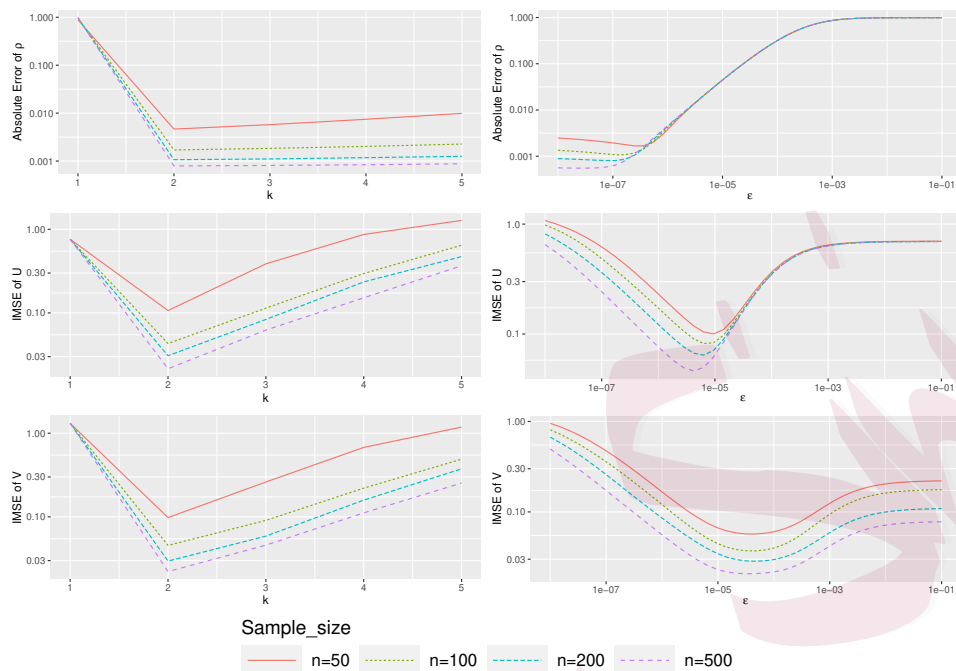 1.000
0.100
0.010
0.001
Absolute Error of ρ
1
2
3
4
5
k
1.000
0.100
0.010
0.001
Absolute Error of ρ
1e−07
1e−05
1e−03
1e−01
ε
1.00
0.30
0.10
0.03
IMSE of U
1
2
3
4
5
k
1.0
0.3
0.1
IMSE of U
1e−07
1e−05
1e−03
1e−01
ε
1.00
0.30
0.10
0.03
IMSE of V
1
2
3
4
5
k
1.00
0.30
0.10
0.03
IMSE of V
1e−07
1e−05
1e−03
1e−01
ε
Sample_size
n=50
n=100
n=200
n=500